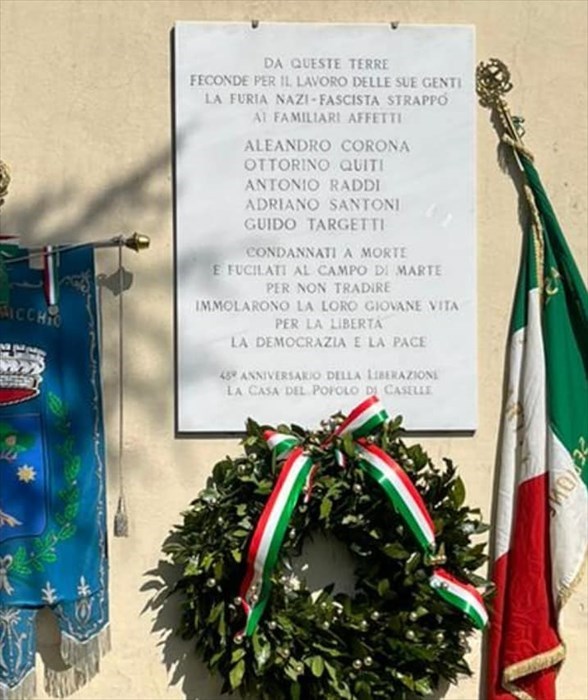 DA QUESTE TERRE
FECONDE PER IL LAVORO DELLE SUE GENTI
LA FURIA NAZI-FASCISTA STRAPPÒ
AI FAMILIARI AFFETTI
ALEANDRO CORONA
OTTORINO QUITI
ANTONIO RADDI
ADRIANO SANTONI
GUIDO TARGETTI
CONDANNATI A MORTE
E FUCILATI AL CAMPO DI MARTE
PER NON TRADIRE
IMMOLARONO LA LORO GIOVANE VITA
PER LA LIBERTÀ
LA DEMOCRAZIA E LA PACE
45º ANNIVERSARIO DELLA LIBERAZIONE
LA CASA DEL POPOLO DI CASELLE